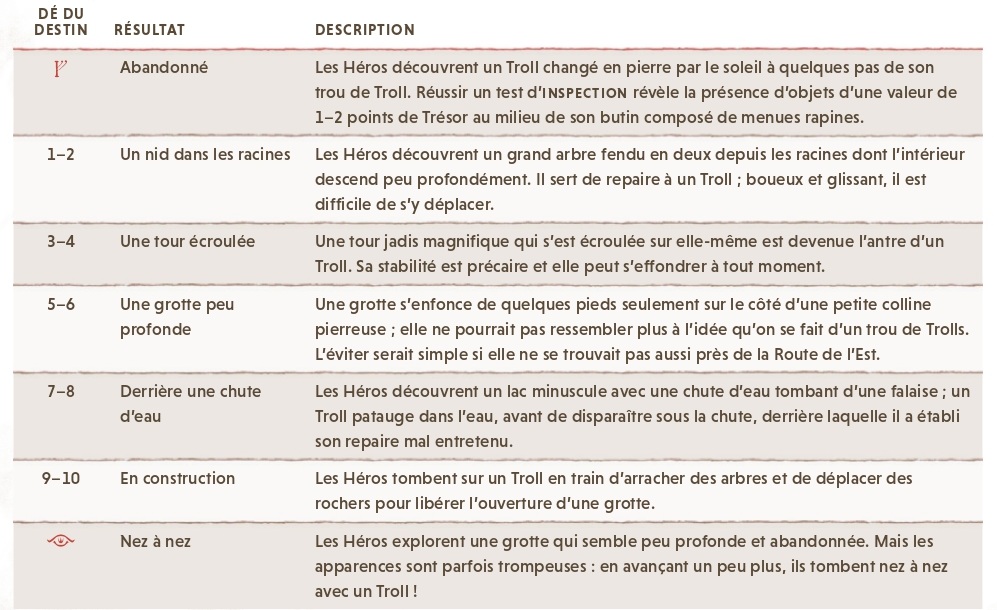 DÉ DU
DESTIN RÉSULTAT DESCRIPTION
Abandonné Les Héros découvrent un Troll changé en pierre par le soleil à quelques pas de son
trou de Troll. Réussir un test d'INSPECTION révèle la présence d'objets d'une valeur de
1–2 points de Trésor au milieu de son butin composé de menues rapines.
1–2 Un nid dans les racines Les Héros découvrent un grand arbre fendu en deux depuis les racines dont l'intérieur
descend peu profondément. Il sert de repaire à un Troll ; boueux et glissant, il est
difficile de s'y déplacer.
3–4 Une tour écroulée Une tour jadis magnifique qui s'est écroulée sur elle-même est devenue l'antre d'un
Troll. Sa stabilité est précaire et elle peut s'effondrer à tout moment.
5–6 Une grotte peu Une grotte s'enfonce de quelques pieds seulement sur le côté d'une petite colline
profonde pierreuse ; elle ne pourrait pas ressembler plus à l'idée qu'on se fait d'un trou de Trolls.
L'éviter serait simple si elle ne se trouvait pas aussi près de la Route de l'Est.
7–8 Derrière une chute Les Héros découvrent un lac minuscule avec une chute d'eau tombant d'une falaise ; un
d'eau Troll patauge dans l'eau, avant de disparaître sous la chute, derrière laquelle il a établi
son repaire mal entretenu.
9–10 En construction Les Héros tombent sur un Troll en train d'arracher des arbres et de déplacer des
rochers pour libérer l'ouverture d'une grotte.
Nez à nez Les Héros explorent une grotte qui semble peu profonde et abandonnée. Mais les
apparences sont parfois trompeuses : en avançant un peu plus, ils tombent nez à nez
avec un Troll !